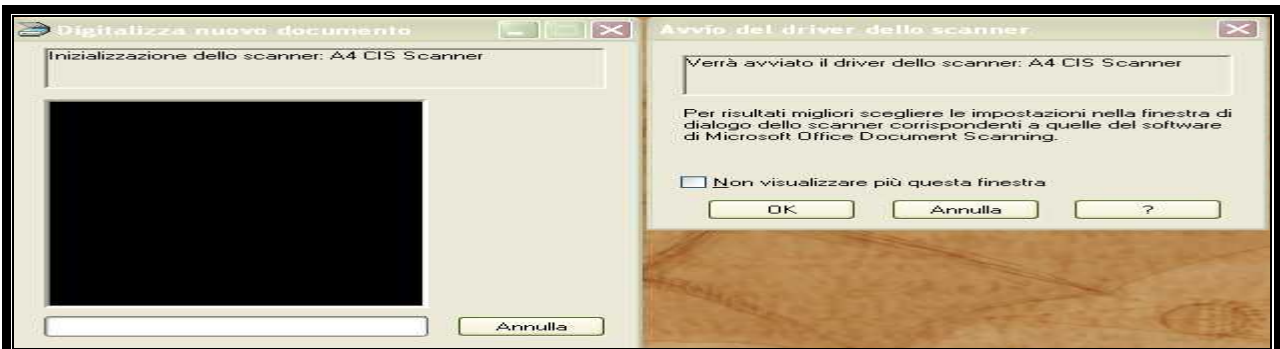 Digitalizza nuovo documento
Inizializzazione dello scanner: A4 CIS Scanner
Annulla
Avvio del driver dello scanner
Verrà avviato il driver dello scanner: A4 CIS Scanner
Per risultati migliori scegliere le impostazioni nella finestra di
dialogo dello scanner corrispondenti a quelle del software
di Microsoft Office Document Scanning.
Non visualizzare più questa finestra
OK
Annulla
?